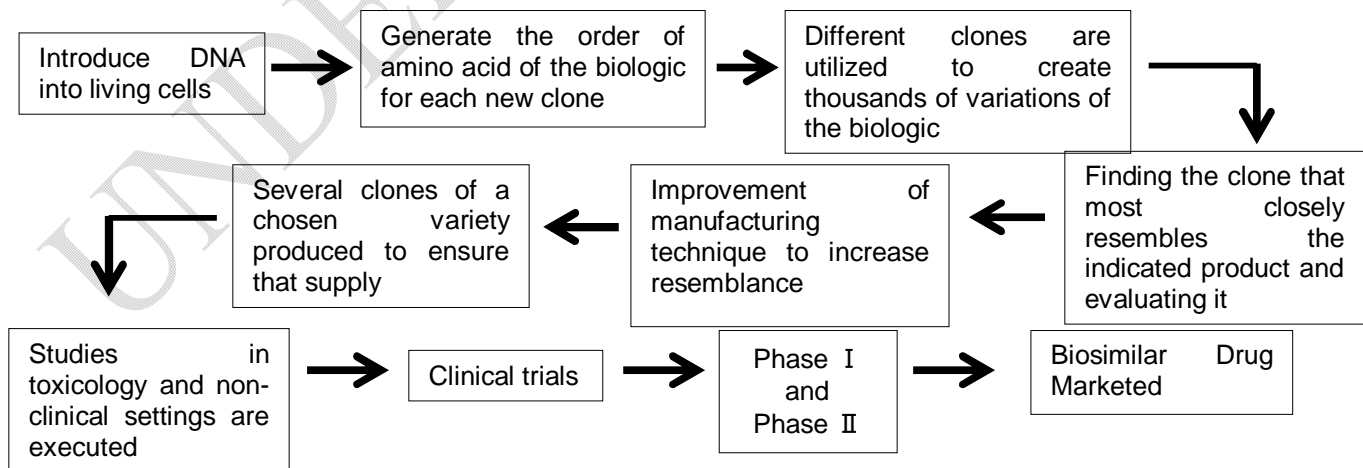 Introduce DNA
into living cells
Generate the order of
amino acid of the biologic
for each new clone
Different clones are
utilized to create
thousands of variations of
the biologic
Finding the clone that
most closely
resembles the
indicated product and
evaluating it
Improvement of
manufacturing
technique to increase
resemblance
Several clones of a
chosen variety
produced to ensure
that supply
Studies in
toxicology and non-
clinical settings are
executed
Clinical trials
Phase Ⅰ
and
Phase Ⅱ
Biosimilar Drug
Marketed
UNDE